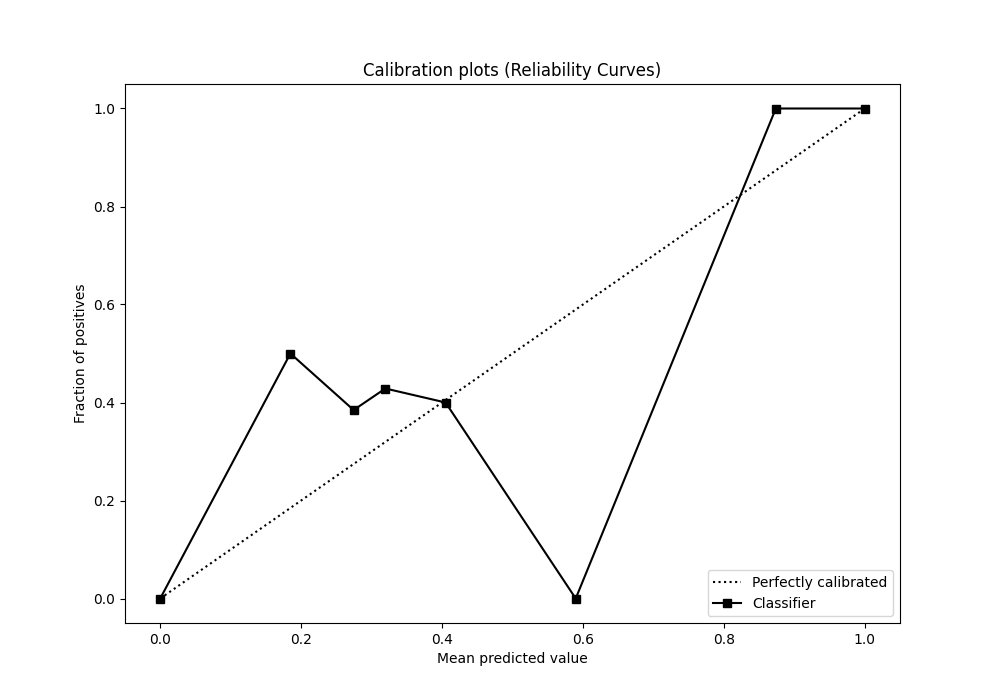 Calibration plots (Reliability Curves)
1.0
0.8
0.6
0.4
0.2
0.0
Fraction of positives
0.0 0.2 0.4 0.6 0.8 1.0
Mean predicted value
Perfectly calibrated
Classifier